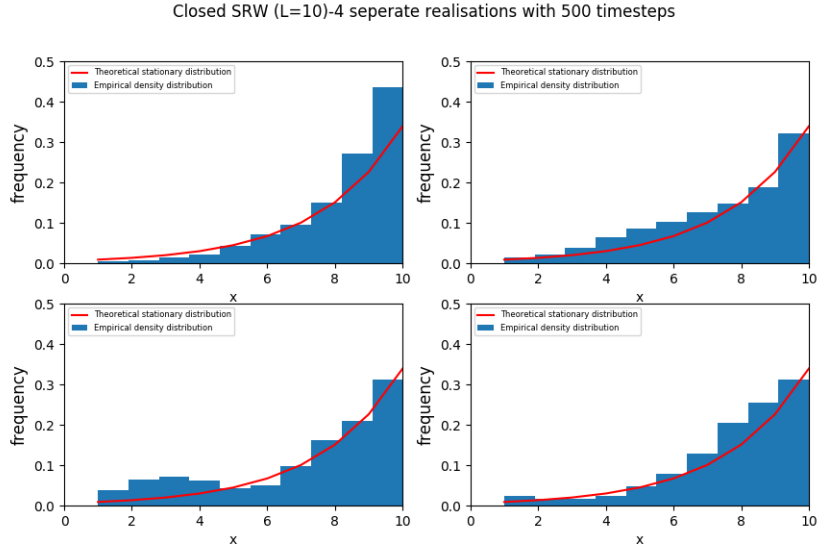 Closed SRW (L=10)-4 seperate realisations with 500 timesteps
0.5
0.4
0.3
0.2
0.1
0.0
frequency
Theoretical stationary distribution
Empirical density distribution
0 2 4 6 8 10
x
0.5
0.4
0.3
0.2
0.1
0.0
frequency
Theoretical stationary distribution
Empirical density distribution
0 2 4 6 8 10
x
0.5
0.4
0.3
0.2
0.1
0.0
frequency
Theoretical stationary distribution
Empirical density distribution
0 2 4 6 8 10
x
0.5
0.4
0.3
0.2
0.1
0.0
frequency
Theoretical stationary distribution
Empirical density distribution
0 2 4 6 8 10
x